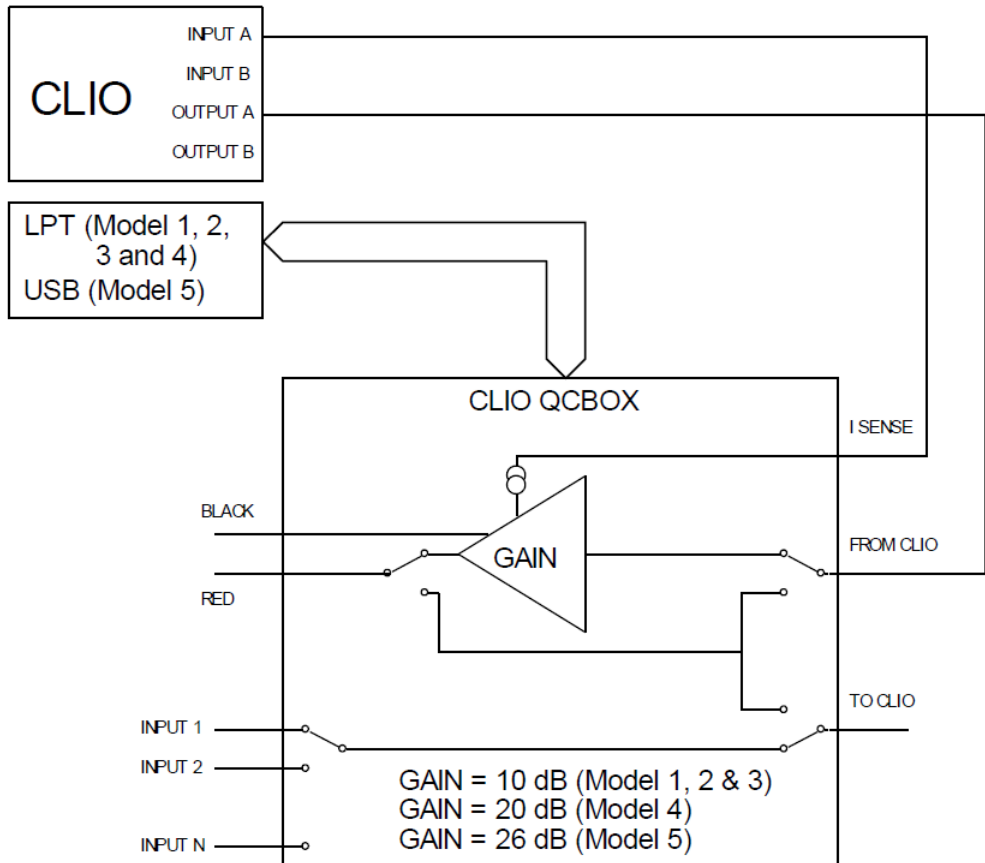 INPUT A
INPUT B
CLIO
OUTPUT A
OUTPUT B
LPT (Model 1, 2,
3 and 4)
USB (Model 5)
CLIO QCBOX
I SENSE
BLACK
GAIN
FROM CLIO
RED
TO CLIO
INPUT 1
INPUT 2
GAIN = 10 dB (Model 1, 2 & 3)
GAIN = 20 dB (Model 4)
GAIN = 26 dB (Model 5)
INPUT N